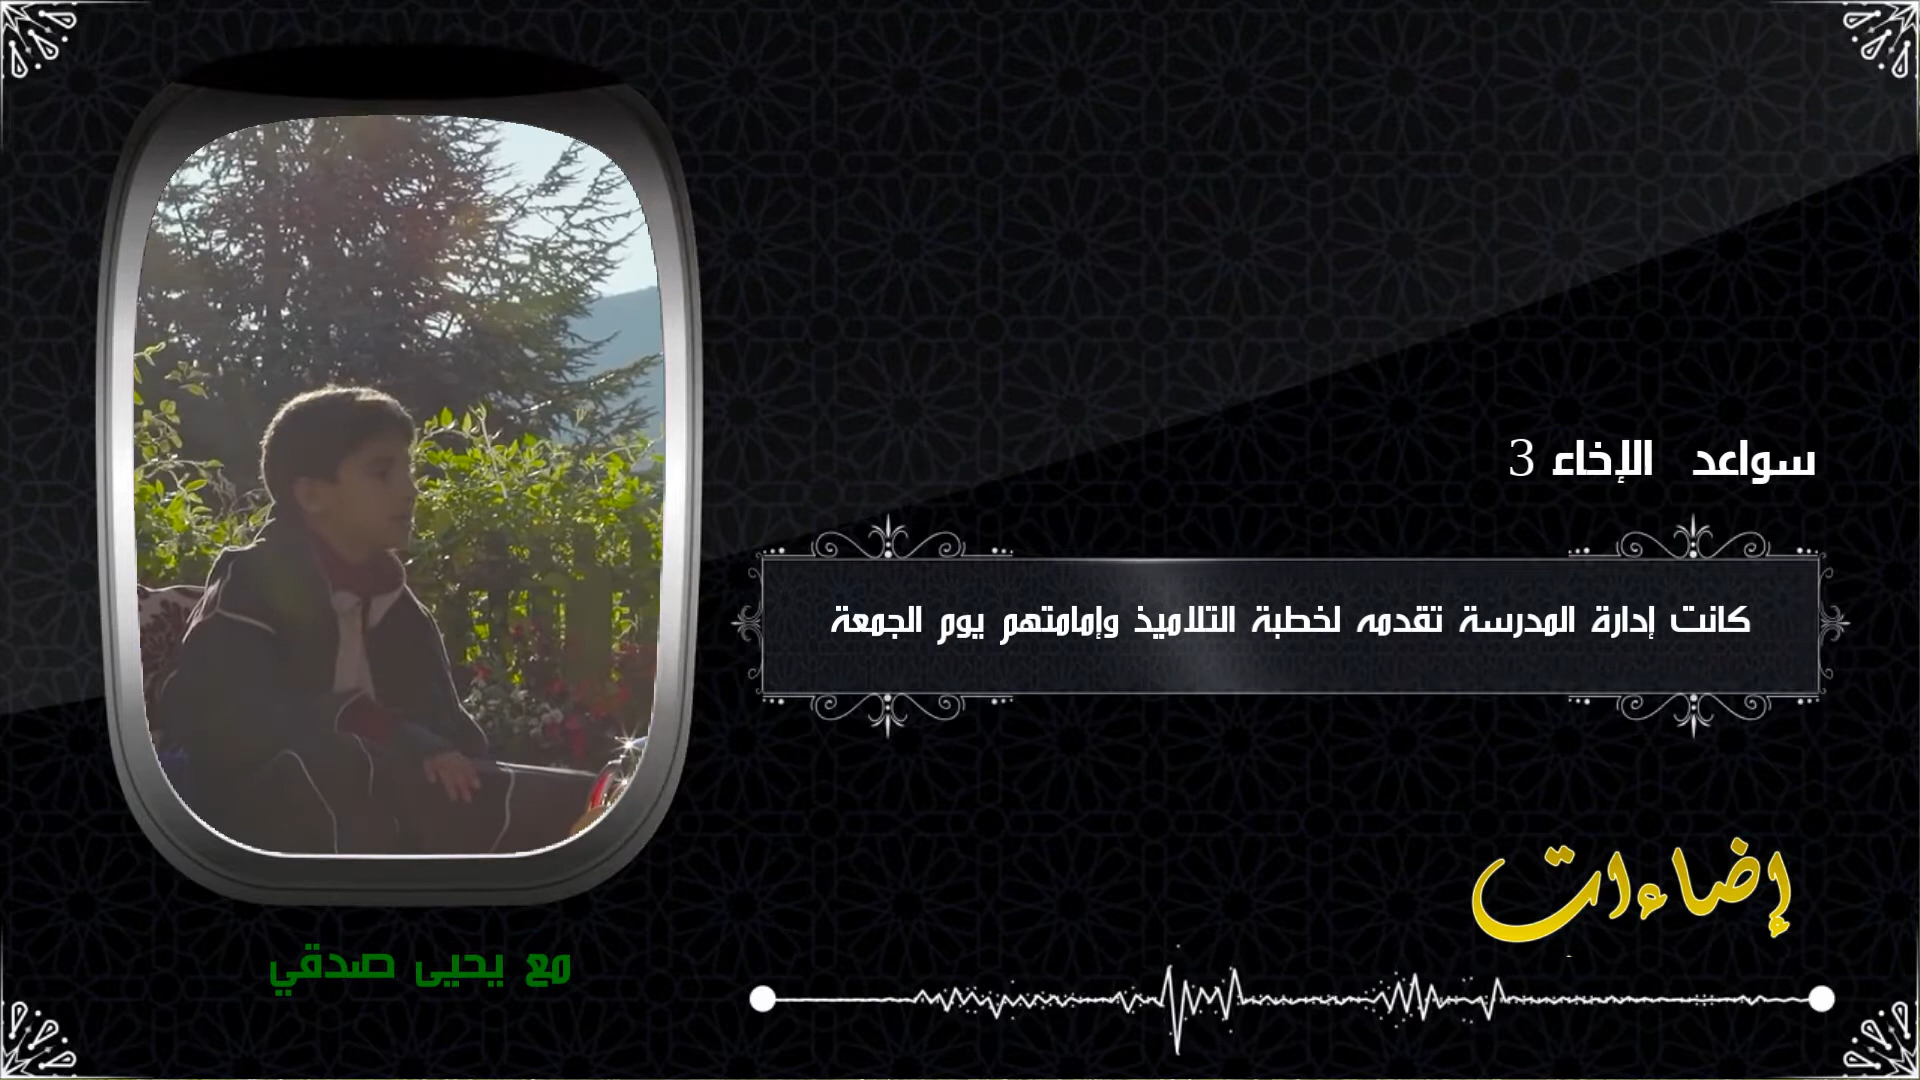 سواعد الإخاء 3
كانت إدارة المدرسة تقدمه لخطبة التلاميذ وإمامتهم يوم الجمعة
إضاءات
مع يحيى صدقي